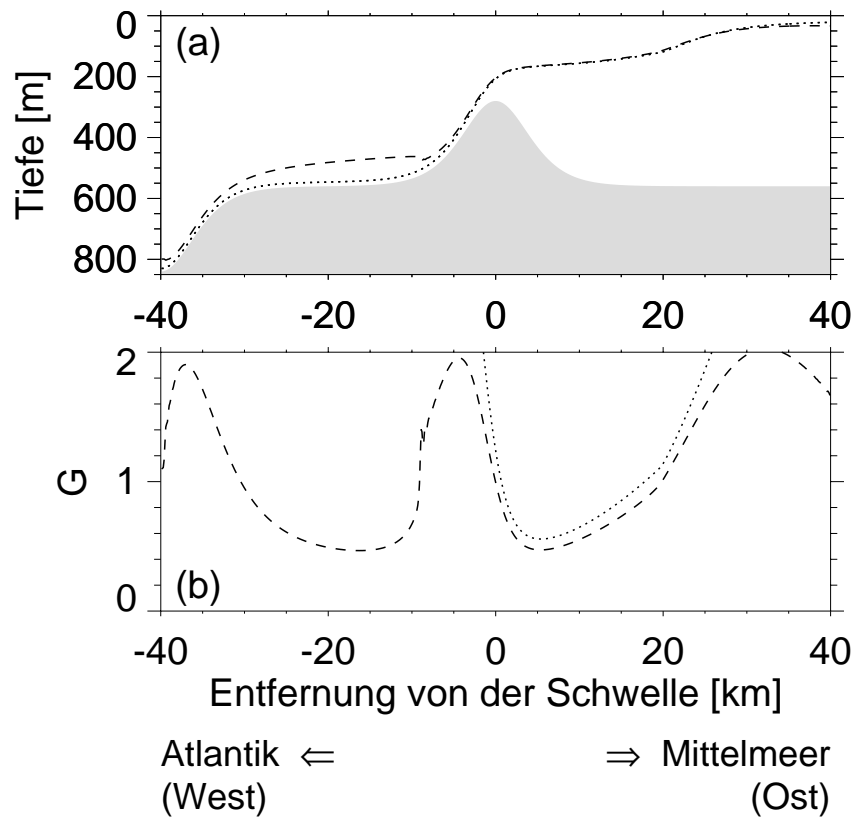 0
200
400
600
800
Tiefe [m]
(a)
-40 -20 0 20 40
2
1
0
G
(b)
-40 -20 0 20 40
Entfernung von der Schwelle [km]
Atlantik ⇐ ⇒ Mittelmeer
(West) (Ost)